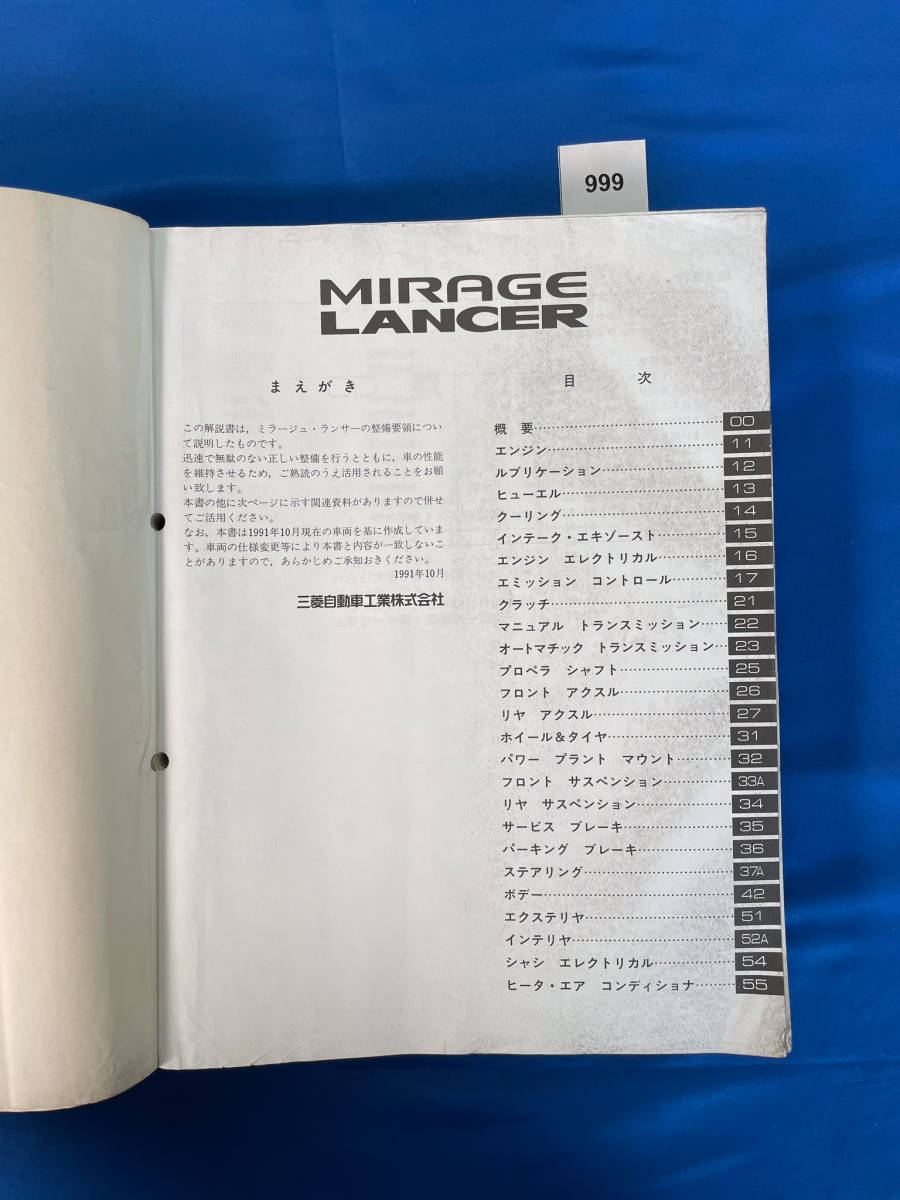 999
MIRAGE
LANCER
まえがき
この解説書は，ミラージュ・ランサーの整備要領につい
て説明したものです。
迅速で無駄のない正しい整備を行うとともに，車の性能
を維持させるため，ご熟読のうえ活用されることをお願
い致します。
本書の他に次ページに示す関連資料がありますので併せ
てご活用ください。
なお，本書は1991年10月現在の車両を基に作成していま
す。車両の仕様変更等により本書と内容が一致しないこ
とがありますので，あらかじめご承知おきください。
1991年10月
三菱自動車工業株式会社
目 次
概 要 00
エンジン 11
ルブリケーション 12
ヒューエル 13
クーリング 14
インテーク・エキゾースト 15
エンジン エレクトリカル 16
エミッション コントロール 17
クラッチ 21
マニュアル トランスミッション 22
オートマチック トランスミッション 23
プロペラ シャフト 25
フロント アクスル 26
リヤ アクスル 27
ホイール＆タイヤ 31
パワー プラント マウント 32
フロント サスペンション 33A
リヤ サスペンション 34
サービス ブレーキ 35
パーキング ブレーキ 36
ステアリング 37A
ボデー 42
エクステリヤ 51
インテリヤ 52A
シャシ エレクトリカル 54
ヒータ・エア コンディショナ 55